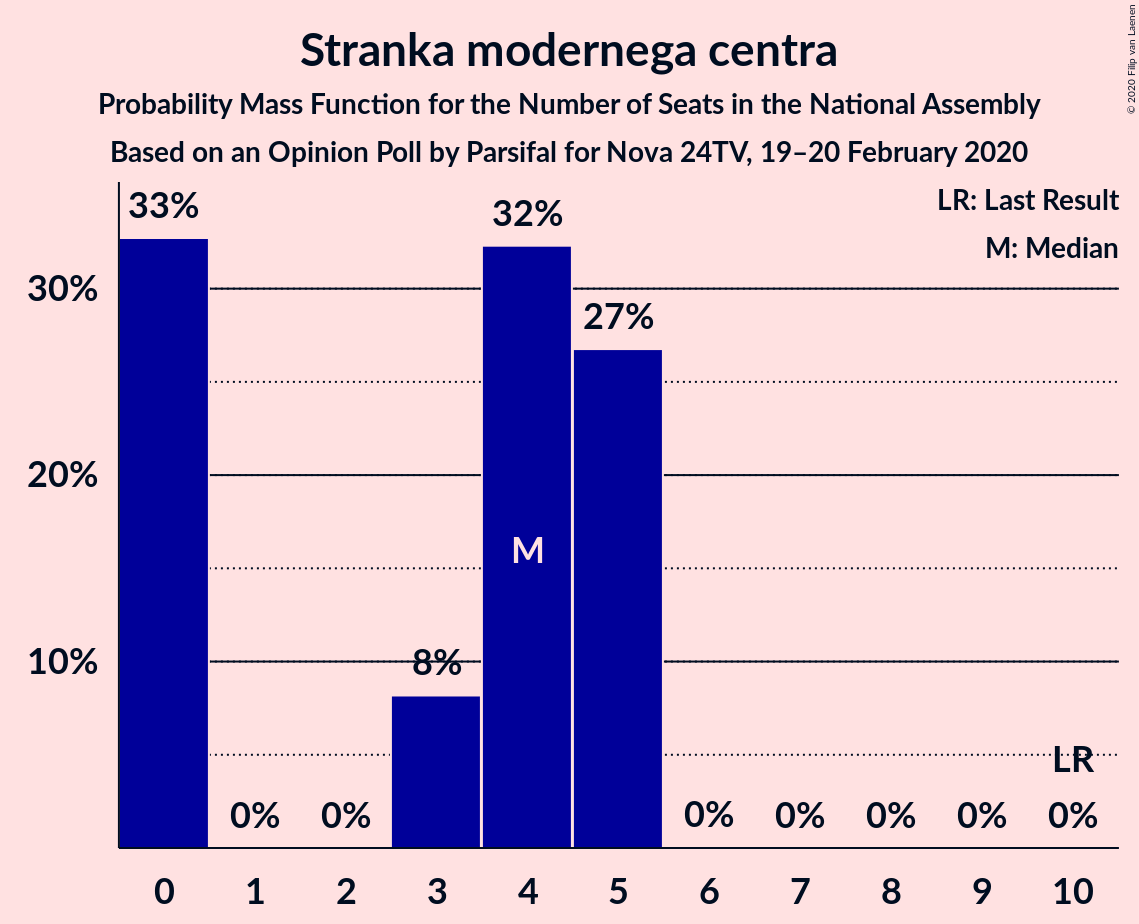 Stranka modernega centra
Probability Mass Function for the Number of Seats in the National Assembly
Based on an Opinion Poll by Parsifal for Nova 24TV, 19–20 February 2020
© 2020 Filip van Laenen
LR: Last Result
M: Median
33%
32%
30%
27%
20%
M
10%
8%
LR
0%
0%
0%
0%
0%
0%
0%
0 1 2 3 4 5 6 7 8 9 10